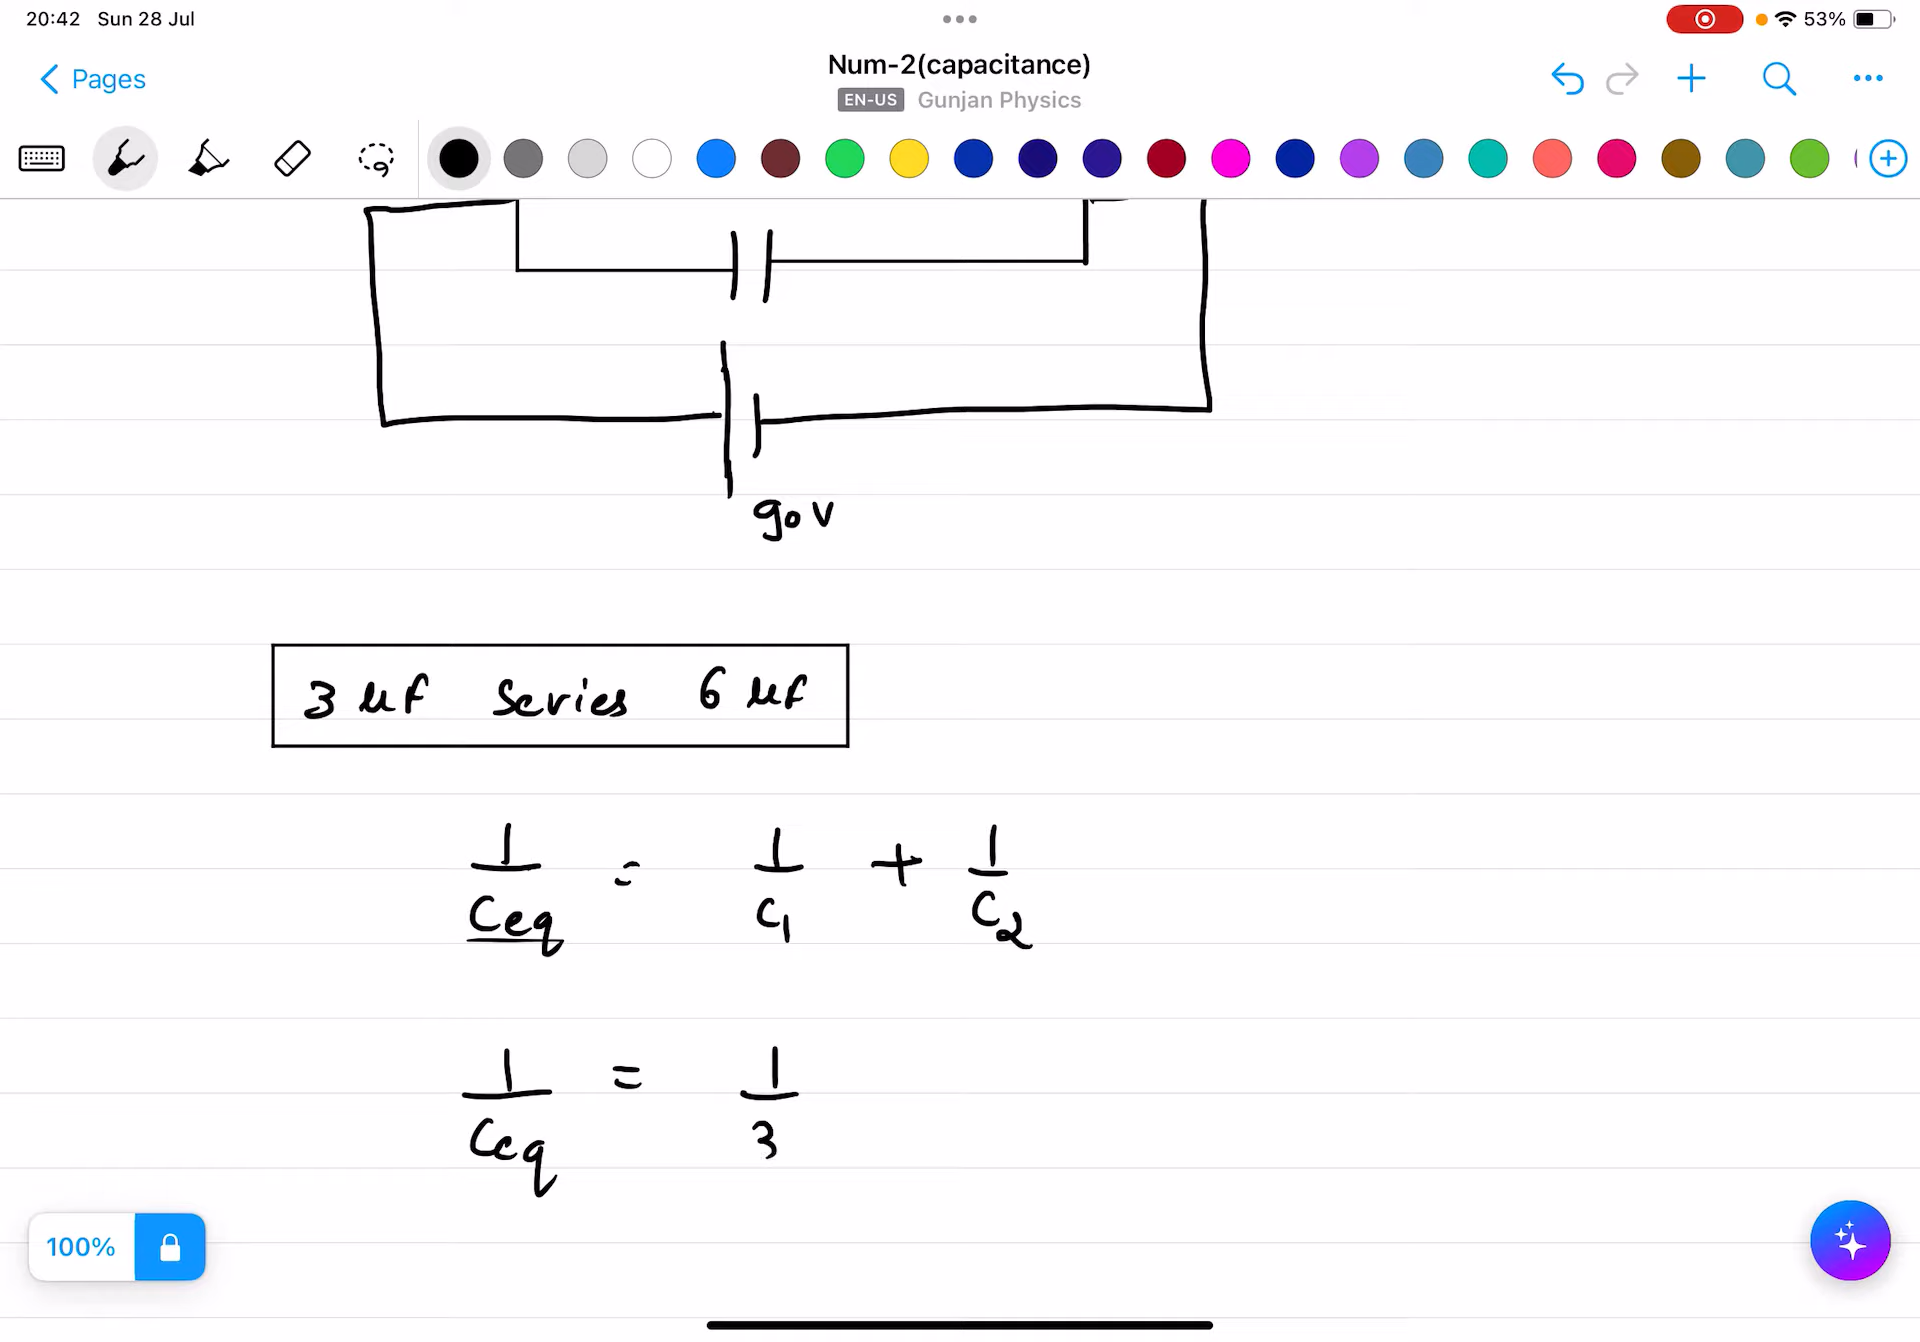 20:42 Sun 28 Jul
53%
Pages
Num-2(capacitance)
EN-US Gunjan Physics
90 V
3 μf Series 6 μf
1/Ceq = 1/C1 + 1/C2
1/Ceq = 1/3
100%